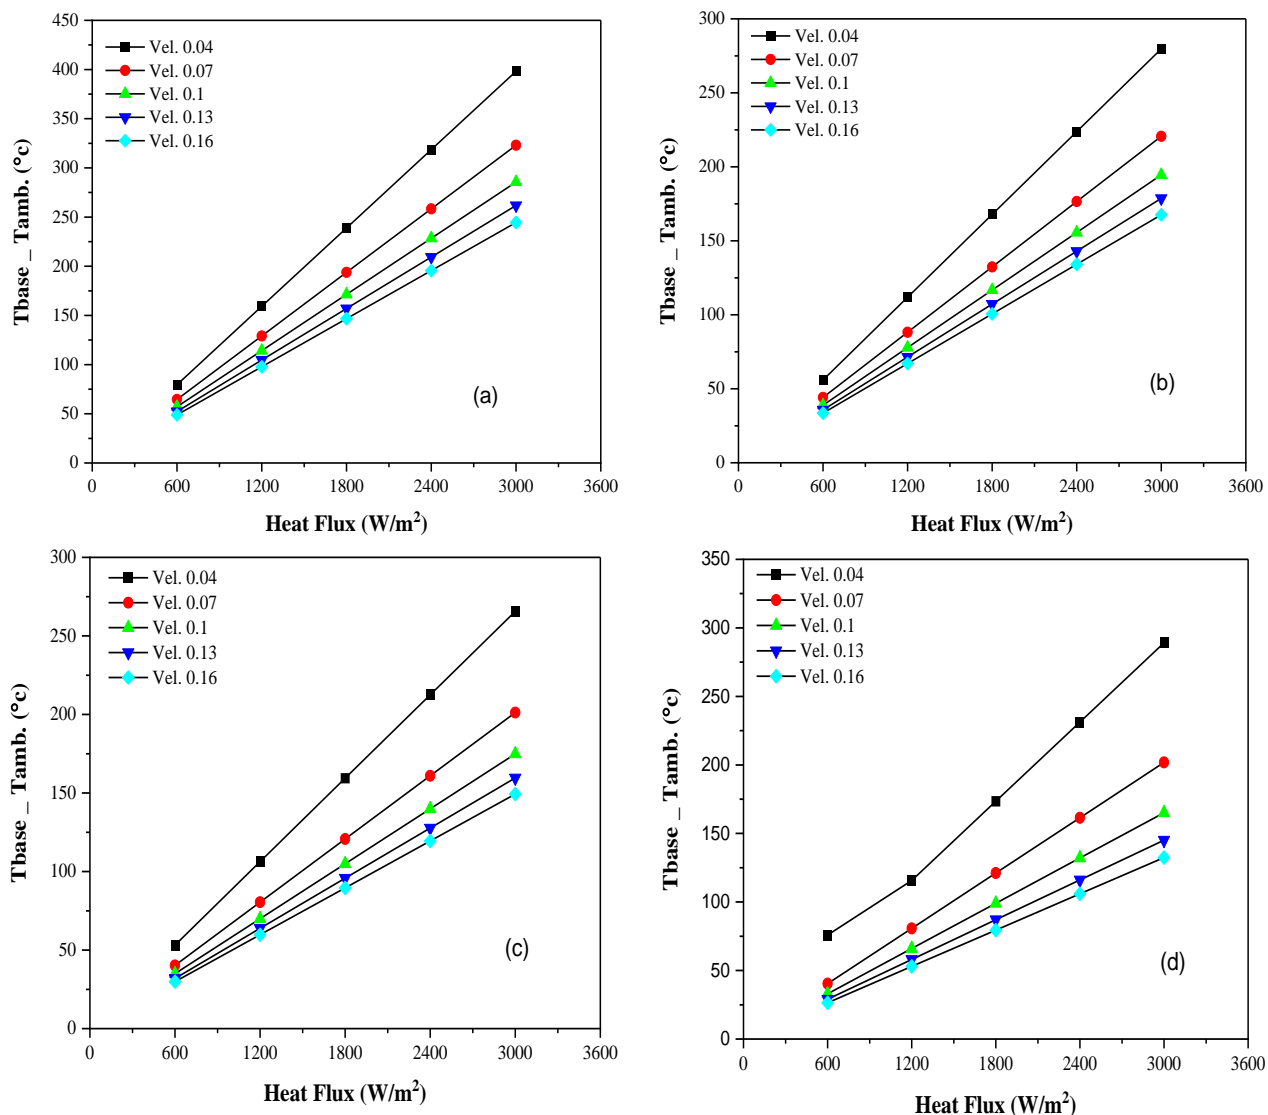 450
400
350
300
250
200
150
100
50
0
Tbase _ Tamb. (°c)
Vel. 0.04
Vel. 0.07
Vel. 0.1
Vel. 0.13
Vel. 0.16
(a)
0 600 1200 1800 2400 3000 3600
Heat Flux (W/m²)
300
250
200
150
100
50
0
Tbase _ Tamb. (°c)
Vel. 0.04
Vel. 0.07
Vel. 0.1
Vel. 0.13
Vel. 0.16
(b)
0 600 1200 1800 2400 3000 3600
Heat Flux (W/m²)
300
250
200
150
100
50
0
Tbase _ Tamb. (°c)
Vel. 0.04
Vel. 0.07
Vel. 0.1
Vel. 0.13
Vel. 0.16
(c)
0 600 1200 1800 2400 3000 3600
Heat Flux (W/m²)
350
300
250
200
150
100
50
0
Tbase _ Tamb. (°c)
Vel. 0.04
Vel. 0.07
Vel. 0.1
Vel. 0.13
Vel. 0.16
(d)
0 600 1200 1800 2400 3000 3600
Heat Flux (W/m²)